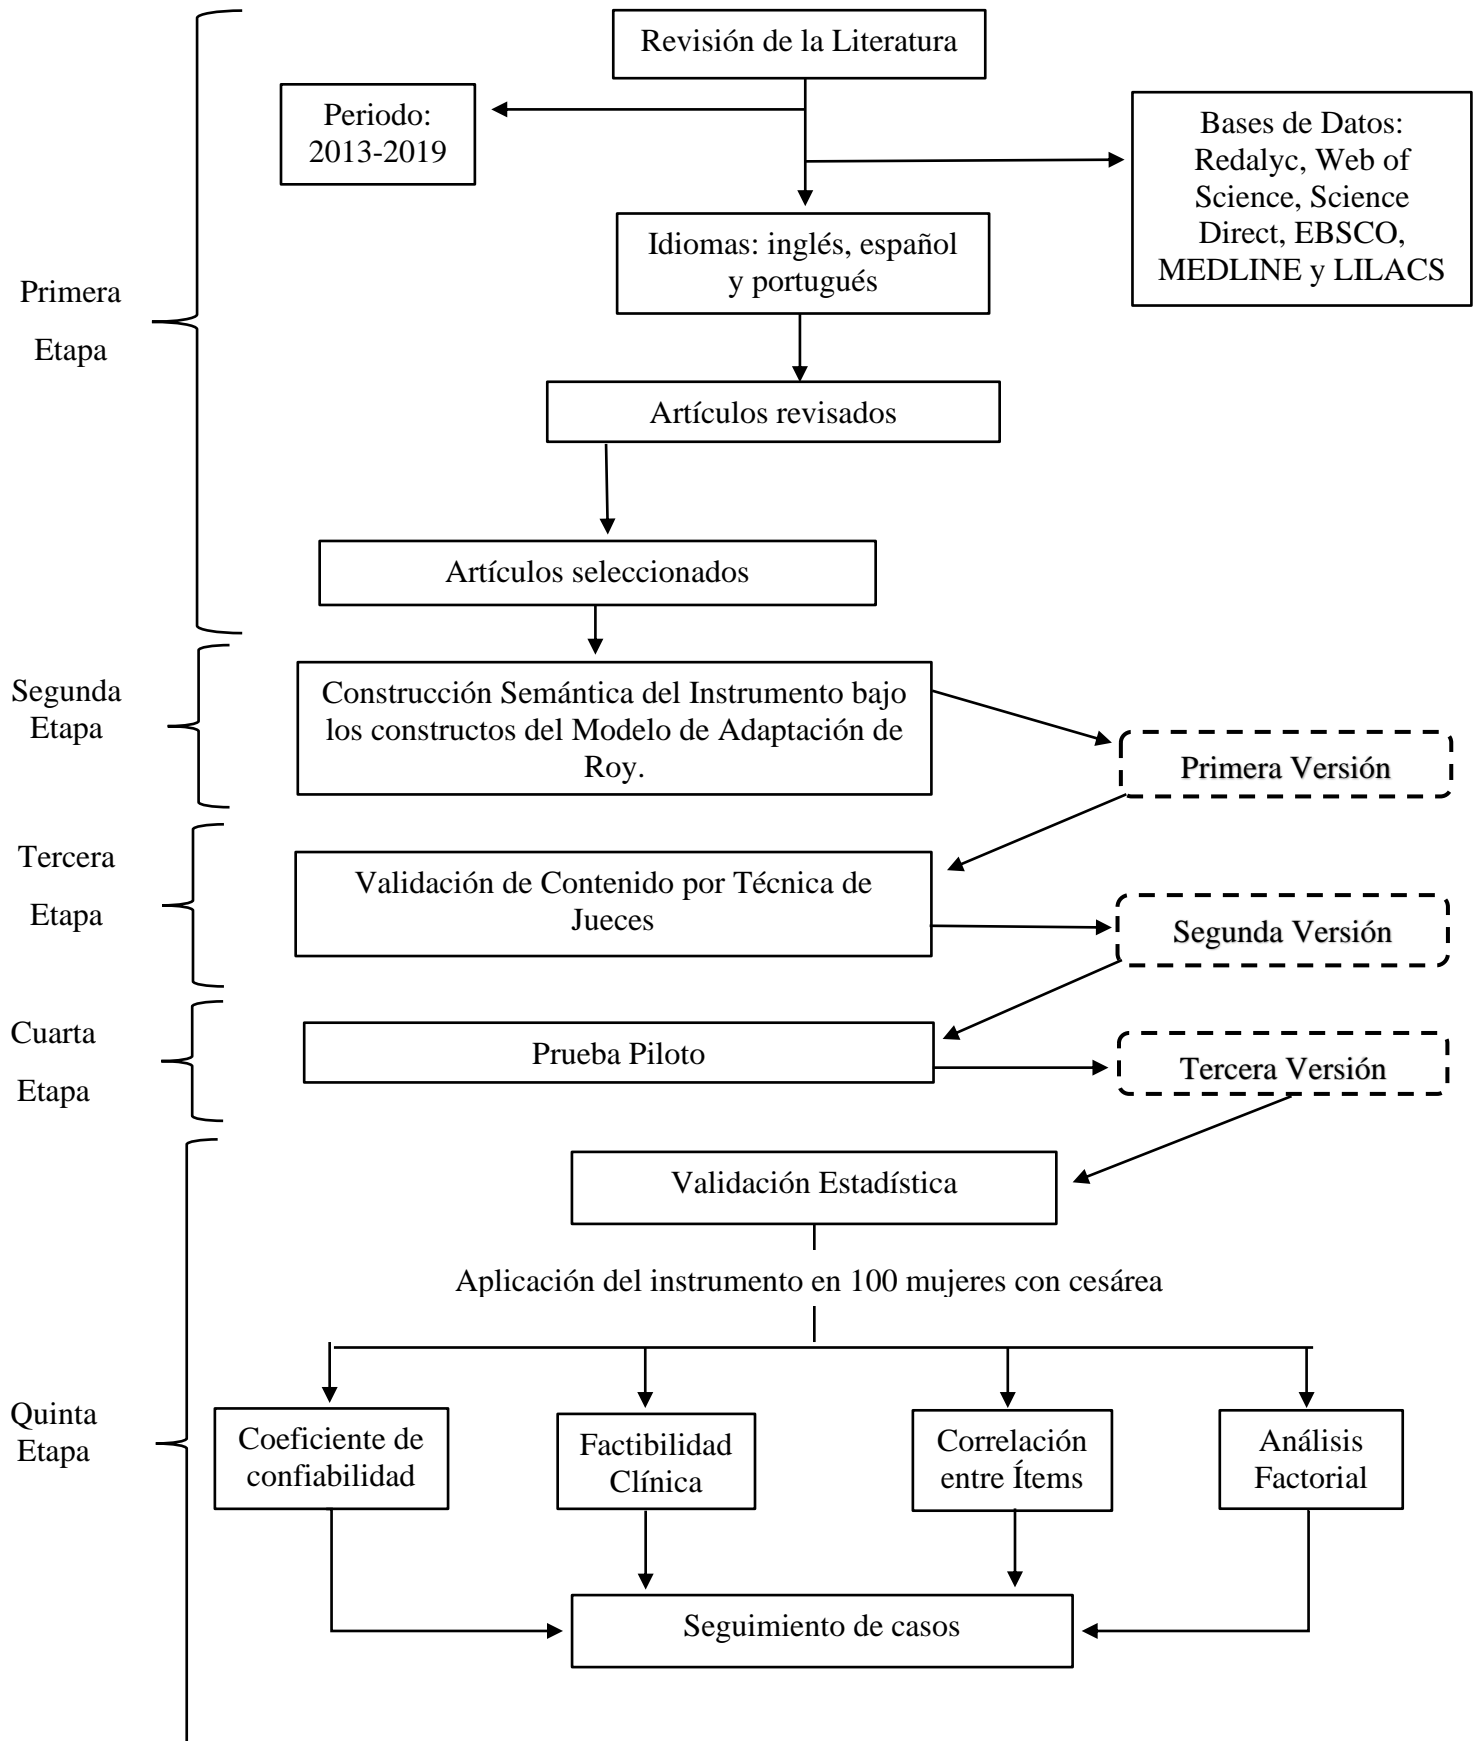 Revisión de la Literatura
Periodo:
2013-2019
Bases de Datos:
Redalyc, Web of
Science, Science
Direct, EBSCO,
MEDLINE y LILACS
Idiomas: inglés, español
y portugués
Primera
Etapa
Artículos revisados
Artículos seleccionados
Segunda
Etapa
Construcción Semántica del Instrumento bajo
los constructos del Modelo de Adaptación de
Roy.
Primera Versión
Tercera
Etapa
Validación de Contenido por Técnica de
Jueces
Segunda Versión
Cuarta
Etapa
Prueba Piloto
Tercera Versión
Validación Estadística
Aplicación del instrumento en 100 mujeres con cesárea
Quinta
Etapa
Coeficiente de
confiabilidad
Factibilidad
Clínica
Correlación
entre Ítems
Análisis
Factorial
Seguimiento de casos